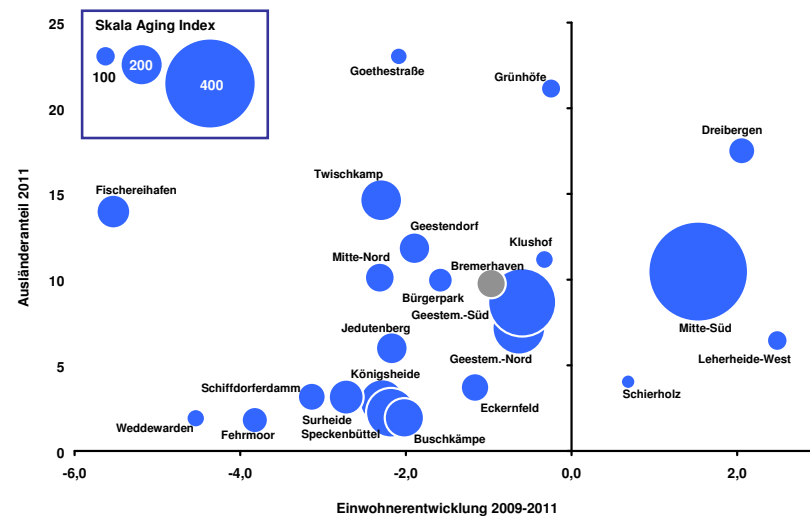 25
Skala Aging Index
100
200
400
Goethestraße
Grünhöfe
20
Dreibergen
Ausländeranteil 2011
Twischkamp
15
Fischereihafen
Geestendorf
Klushof
Mitte-Nord
Bremerhaven
10
Bürgerpark
Geestem.-Süd
Mitte-Süd
Jedutenberg
Geestem.-Nord
Leherheide-West
5
Königsheide
Schiffdorferdamm
Schierholz
Eckernfeld
Surheide
Weddewarden
Fehrmoor
Speckenbüttel
Buschkämpe
0
-6,0
-4,0
-2,0
0,0
2,0
Einwohnerentwicklung 2009-2011